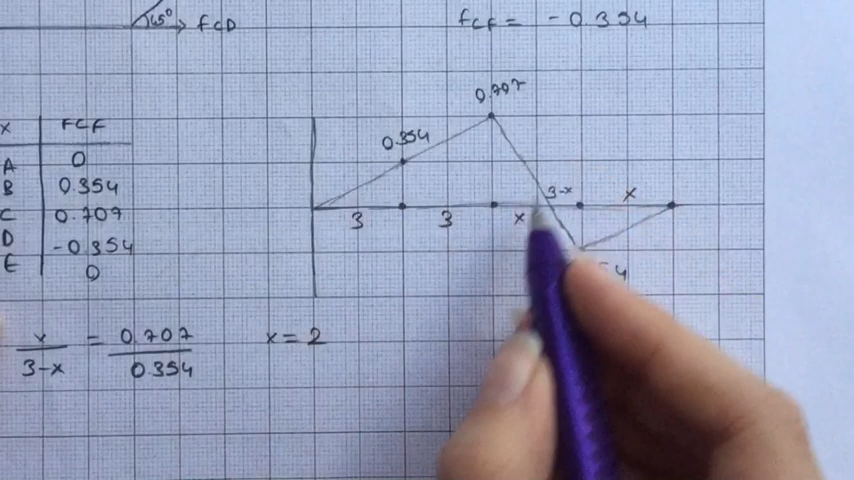 45° FCD
FCF = -0.354
x FCF
A 0
B 0.354
C 0.707
D -0.354
E 0
0.707
0.354
3 3 x 3-x x
x/3-x = 0.707/0.354
x = 2